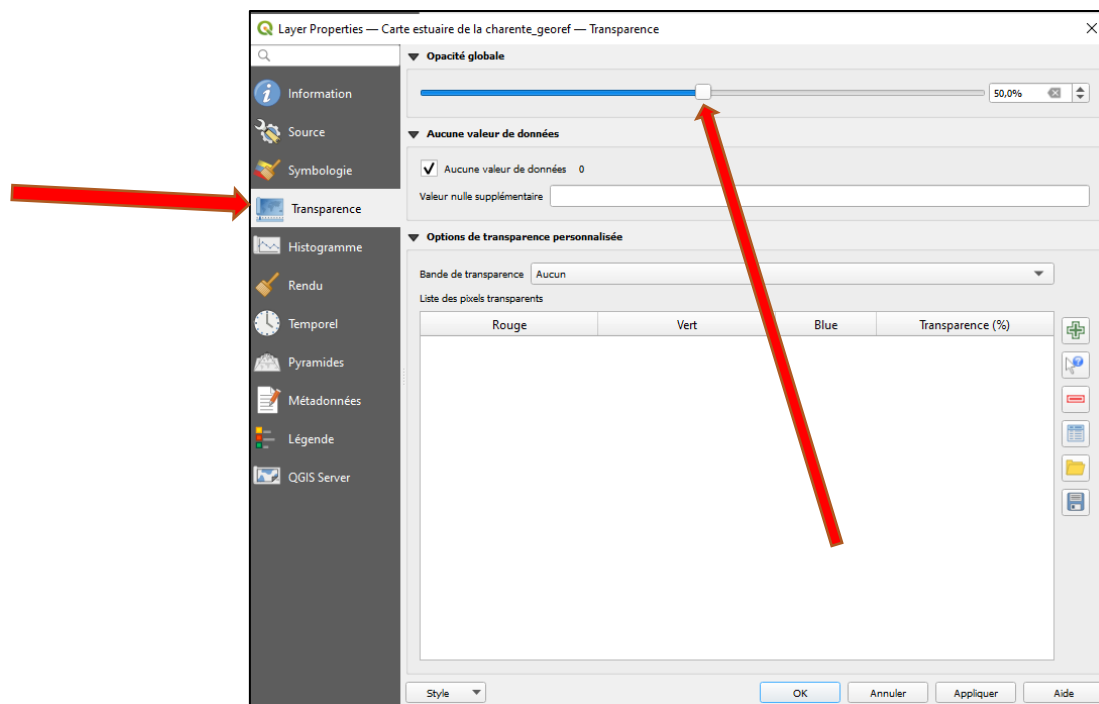 Layer Properties — Carte estuaire de la charente_georef — Transparence
Information
Source
Symbologie
Transparence
Histogramme
Rendu
Temporel
Pyramides
Métadonnées
Légende
QGIS Server
Opacité globale
50,0%
Aucune valeur de données
Aucune valeur de données 0
Valeur nulle supplémentaire
Options de transparence personnalisée
Bande de transparence Aucun
Liste des pixels transparents
Rouge Vert Blue Transparence (%)
Style OK Annuler Appliquer Aide